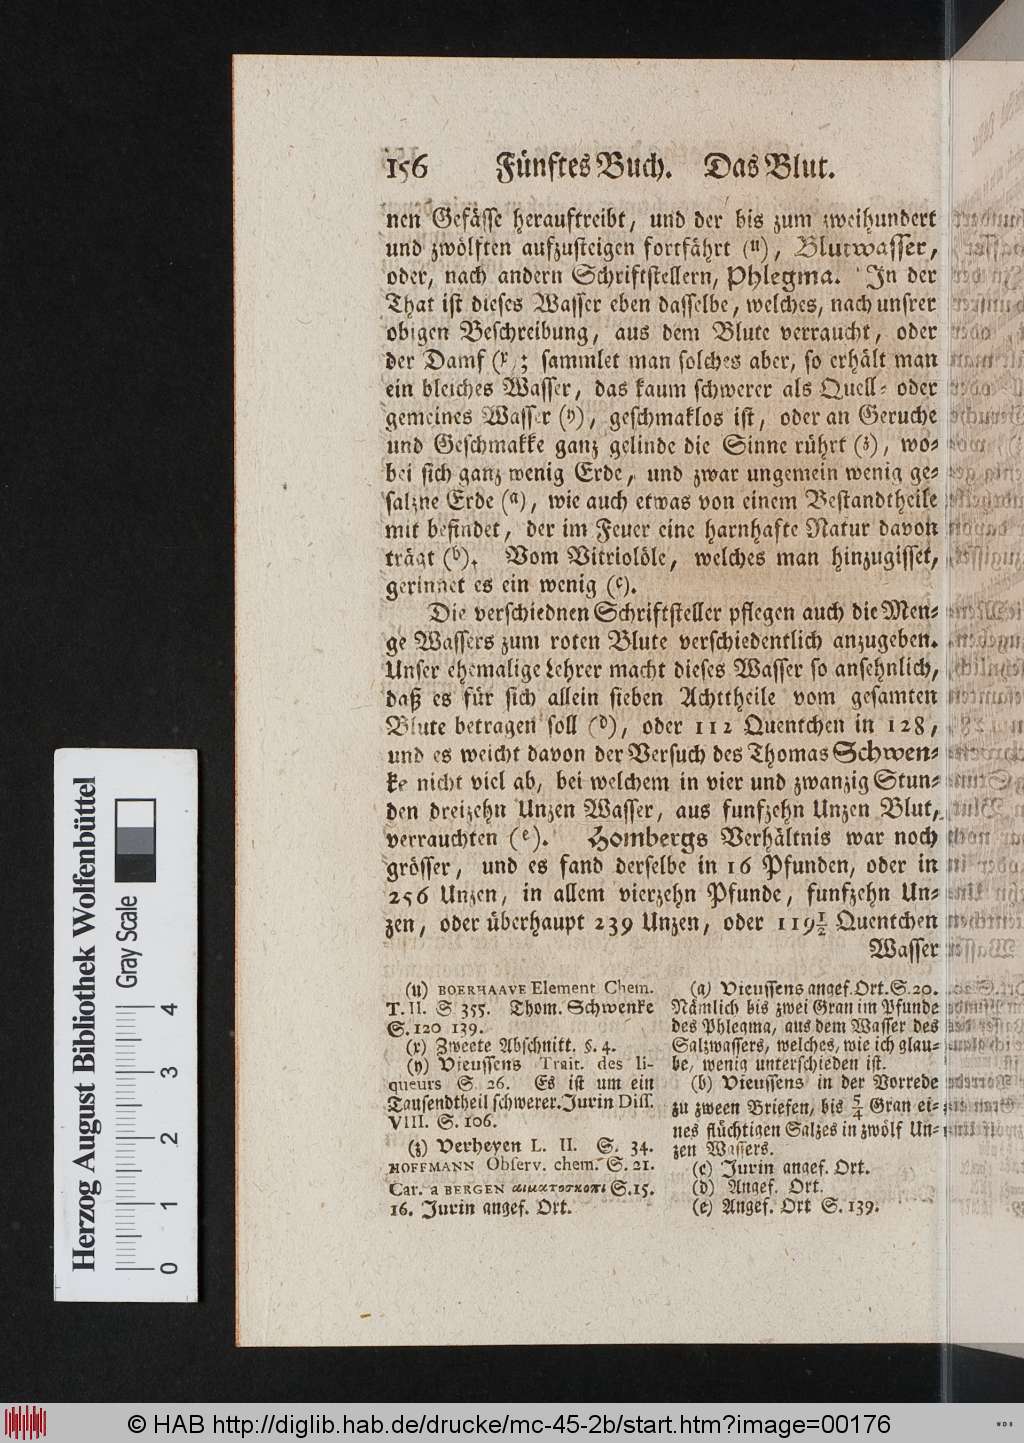 156 Fünftes Buch. Das Blut.
nen Gefässe herauftreibt, und der bis zum zweihundert
und zwölften aufzusteigen fortfährt (u), Blutwasser,
oder, nach andern Schriftstellern, Phlegma. In der
That ist dieses Wasser eben dasselbe, welches, nach unsrer
obigen Beschreibung, aus dem Blute verraucht, oder
der Damf (x); sammlet man solches aber, so erhält man
ein bleiches Wasser, das kaum schwerer als Quell- oder
gemeines Wasser (y), geschmaklos ist, oder an Geruche
und Geschmakke ganz gelinde die Sinne rührt (z), wo-
bei sich ganz wenig Erde, und zwar ungemein wenig ge-
salzne Erde (a), wie auch etwas von einem Bestandtheile
mit befindet, der im Feuer eine harnhafte Natur davon
trägt (b). Vom Vitriolöle, welches man hinzugisset,
gerinnet es ein wenig (c).
Die verschiednen Schriftsteller pflegen auch die Men-
ge Wassers zum roten Blute verschiedentlich anzugeben.
Unser ehemalige Lehrer macht dieses Wasser so ansehnlich,
daß es für sich allein sieben Achttheile vom gesamten
Blute betragen soll (d), oder 112 Quentchen in 128,
und es weicht davon der Versuch des Thomas Schwen-
ke nicht viel ab, bei welchem in vier und zwanzig Stun-
den dreizehn Unzen Wasser, aus funfzehn Unzen Blut,
verrauchten (e). Hombergs Verhältnis war noch
grösser, und es fand derselbe in 16 Pfunden, oder in
256 Unzen, in allem vierzehn Pfunde, funfzehn Un-
zen, oder überhaupt 239 Unzen, oder 119½ Quentchen
Wasser
(u) BOERHAAVE Element Chem.
T. II. S 355. Thom. Schwenke
S. 120 139.
(x) Zweete Abschnitt. §. 4.
(y) Vieussens Trait. des li-
queurs S. 26. Es ist um ein
Tausendtheil schwerer. Jurin Diss.
VIII. S. 106.
(z) Verheyen L. II. S. 34.
HOFFMANN Observ. chem. S. 21.
Car. a BERGEN αιματοσκοπι S. 15.
16. Jurin angef. Ort.
(a) Vieussens angef. Ort. S. 20.
Nämlich bis zwei Gran im Pfunde
des Phlegma, aus dem Wasser des
Salzwassers, welches, wie ich glau-
be, wenig unterschieden ist.
(b) Vieussens in der Vorrede
zu zween Briefen, bis 5/4 Gran ei-
nes flüchtigen Salzes in zwölf Un-
zen Wassers.
(c) Jurin angef. Ort.
(d) Angef. Ort.
(e) Angef. Ort S. 139.
Herzog August Bibliothek Wolfenbüttel
Gray Scale
0 1 2 3 4
© HAB http://diglib.hab.de/drucke/mc-45-2b/start.htm?image=00176